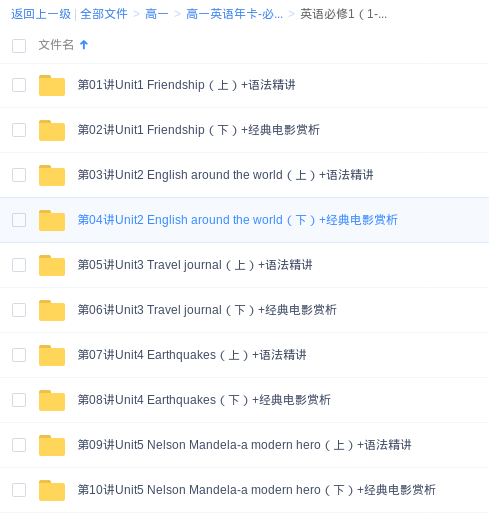 返回上一级 | 全部文件 > 高一 > 高一英语年卡-必... > 英语必修1（1-...
文件名
第01讲Unit1 Friendship（上）+语法精讲
第02讲Unit1 Friendship（下）+经典电影赏析
第03讲Unit2 English around the world（上）+语法精讲
第04讲Unit2 English around the world（下）+经典电影赏析
第05讲Unit3 Travel journal（上）+语法精讲
第06讲Unit3 Travel journal（下）+经典电影赏析
第07讲Unit4 Earthquakes（上）+语法精讲
第08讲Unit4 Earthquakes（下）+经典电影赏析
第09讲Unit5 Nelson Mandela-a modern hero（上）+语法精讲
第10讲Unit5 Nelson Mandela-a modern hero（下）+经典电影赏析